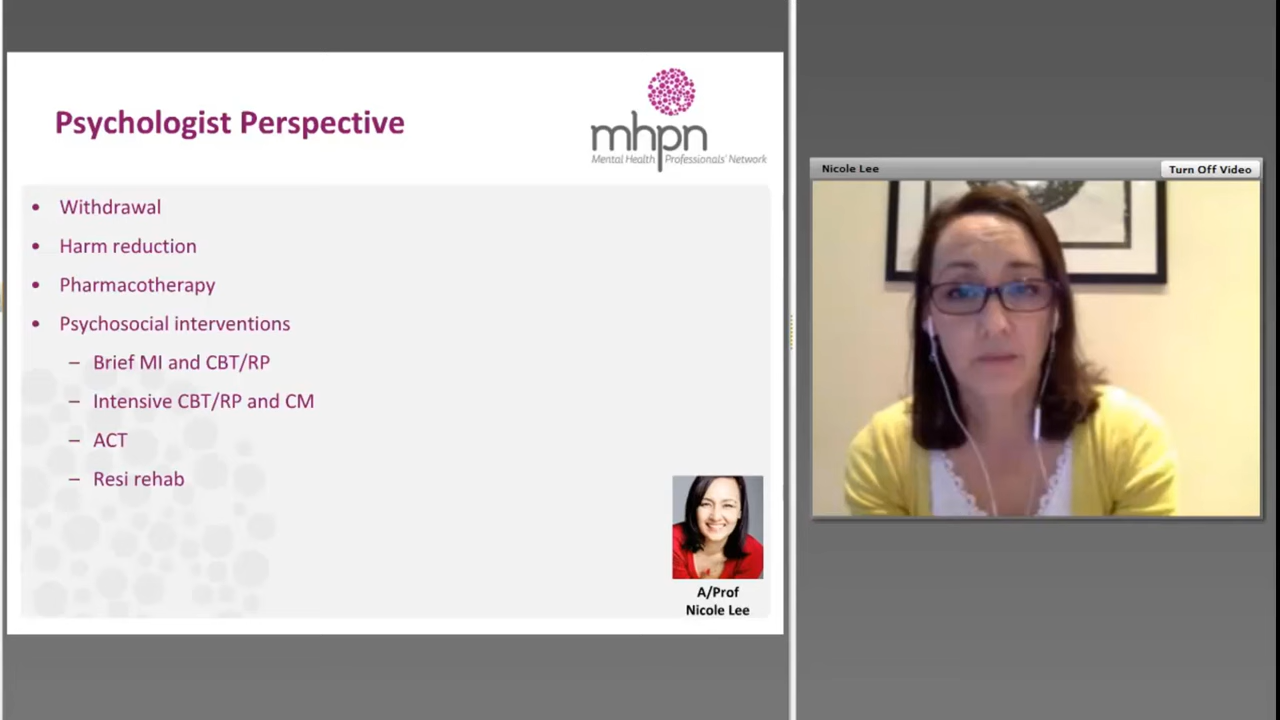 Psychologist Perspective
mhpn
Mental Health Professionals' Network
• Withdrawal
• Harm reduction
• Pharmacotherapy
• Psychosocial interventions
– Brief MI and CBT/RP
– Intensive CBT/RP and CM
– ACT
– Resi rehab
A/Prof
Nicole Lee
Nicole Lee
Turn Off Video